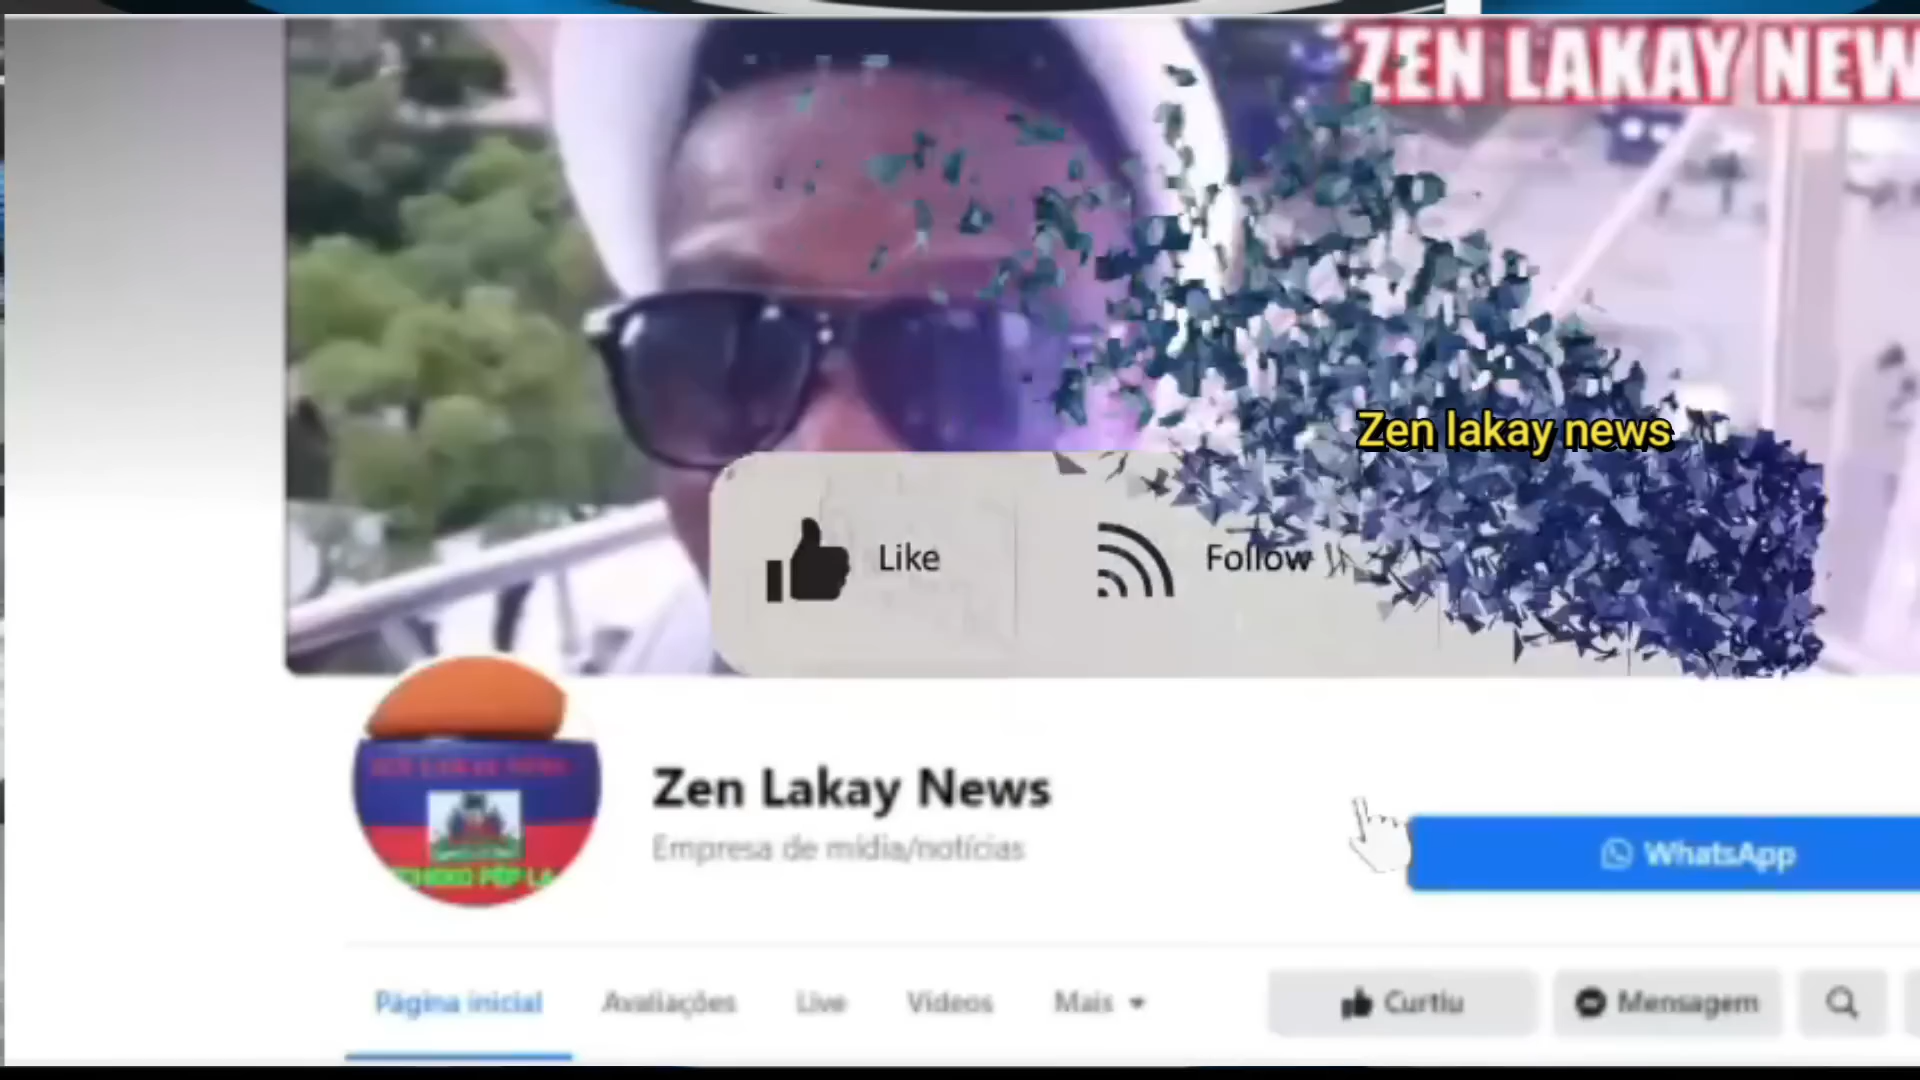 ZEN LAKAY NEW
Zen lakay news
Like
Follow
Zen Lakay News
Empresa de mídia/notícias
WhatsApp
Página inicial
Avaliações
Live
Vídeos
Mais
Curtiu
Mensagem